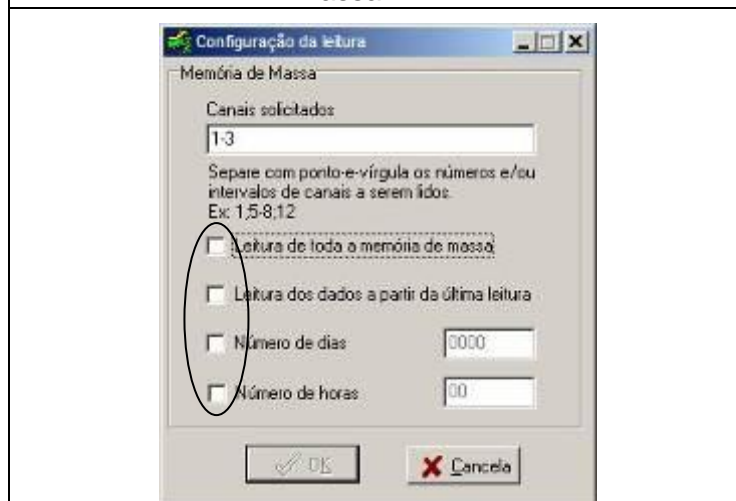 Configuração da leitura
Memória de Massa
Canais solicitados
1-3
Separe com ponto-e-vírgula os números e/ou
intervalos de canais a serem lidos.
Ex: 1;5-8;12
Leitura de toda a memória de massa
Leitura dos dados a partir da última leitura
Número de dias 0000
Número de horas 00
OK Cancela